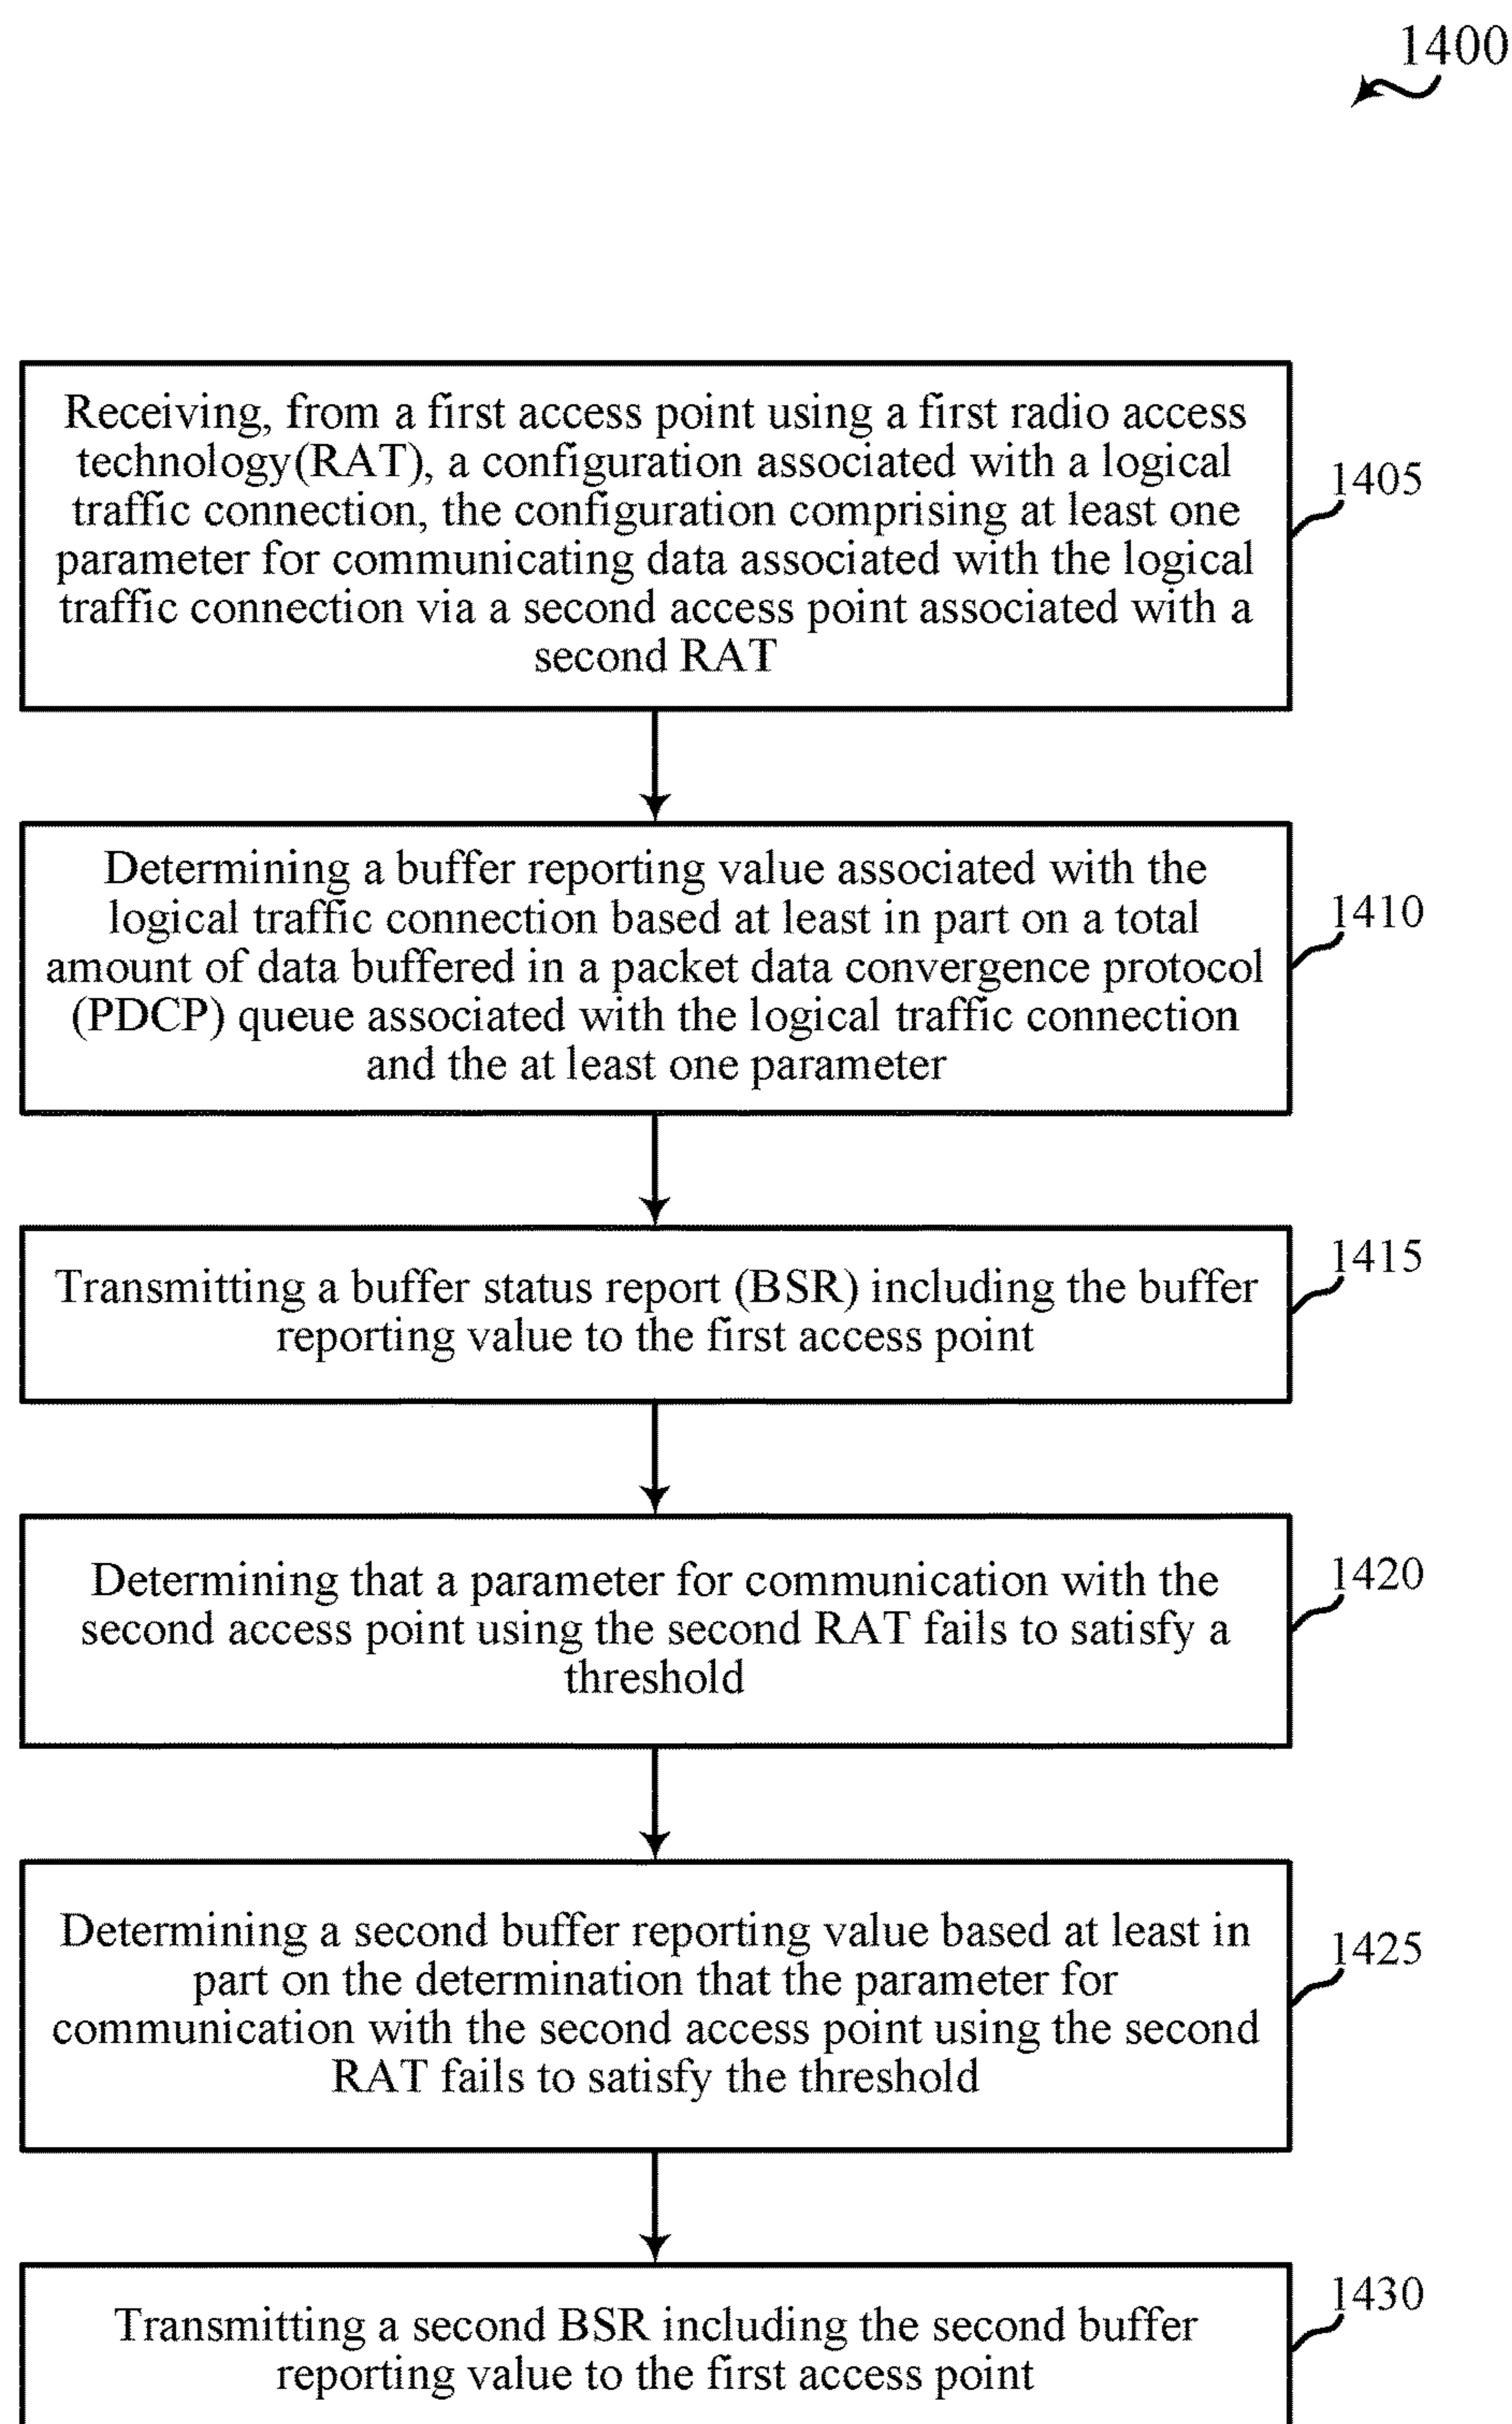 1400
Receiving, from a first access point using a first radio access
technology(RAT), a configuration associated with a logical
traffic connection, the configuration comprising at least one
parameter for communicating data associated with the logical
traffic connection via a second access point associated with a
second RAT
1405
Determining a buffer reporting value associated with the
logical traffic connection based at least in part on a total
amount of data buffered in a packet data convergence protocol
(PDCP) queue associated with the logical traffic connection
and the at least one parameter
1410
Transmitting a buffer status report (BSR) including the buffer
reporting value to the first access point
1415
Determining that a parameter for communication with the
second access point using the second RAT fails to satisfy a
threshold
1420
Determining a second buffer reporting value based at least in
part on the determination that the parameter for
communication with the second access point using the second
RAT fails to satisfy the threshold
1425
Transmitting a second BSR including the second buffer
reporting value to the first access point
1430